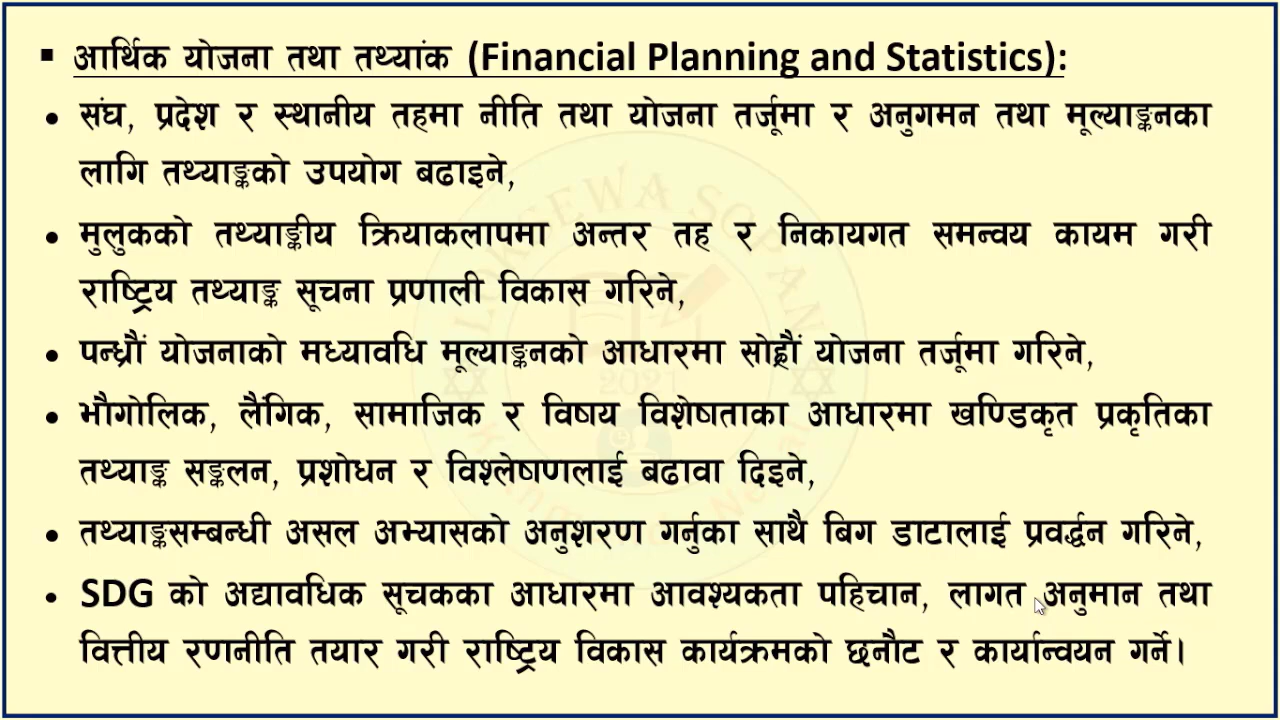 ▪ आर्थिक योजना तथा तथ्यांक (Financial Planning and Statistics):
• संघ, प्रदेश र स्थानीय तहमा नीति तथा योजना तर्जूमा र अनुगमन तथा मूल्याङ्कनका
लागि तथ्याङ्कको उपयोग बढाइने,
• मुलुकको तथ्याङ्कीय क्रियाकलापमा अन्तर तह र निकायगत समन्वय कायम गरी
राष्ट्रिय तथ्याङ्क सूचना प्रणाली विकास गरिने,
• पन्ध्रौं योजनाको मध्यावधि मूल्याङ्कनको आधारमा सोह्रौं योजना तर्जूमा गरिने,
• भौगोलिक, लैंगिक, सामाजिक र विषय विशेषताका आधारमा खण्डिकृत प्रकृतिका
तथ्याङ्क सङ्कलन, प्रशोधन र विश्लेषणलाई बढावा दिइने,
• तथ्याङ्कसम्बन्धी असल अभ्यासको अनुशरण गर्नुका साथै बिग डाटालाई प्रवर्द्धन गरिने,
• SDG को अद्यावधिक सूचकका आधारमा आवश्यकता पहिचान, लागत अनुमान तथा
वित्तीय रणनीति तयार गरी राष्ट्रिय विकास कार्यक्रमको छनौट र कार्यान्वयन गर्ने।
LOKSEWA SOPAN
2021